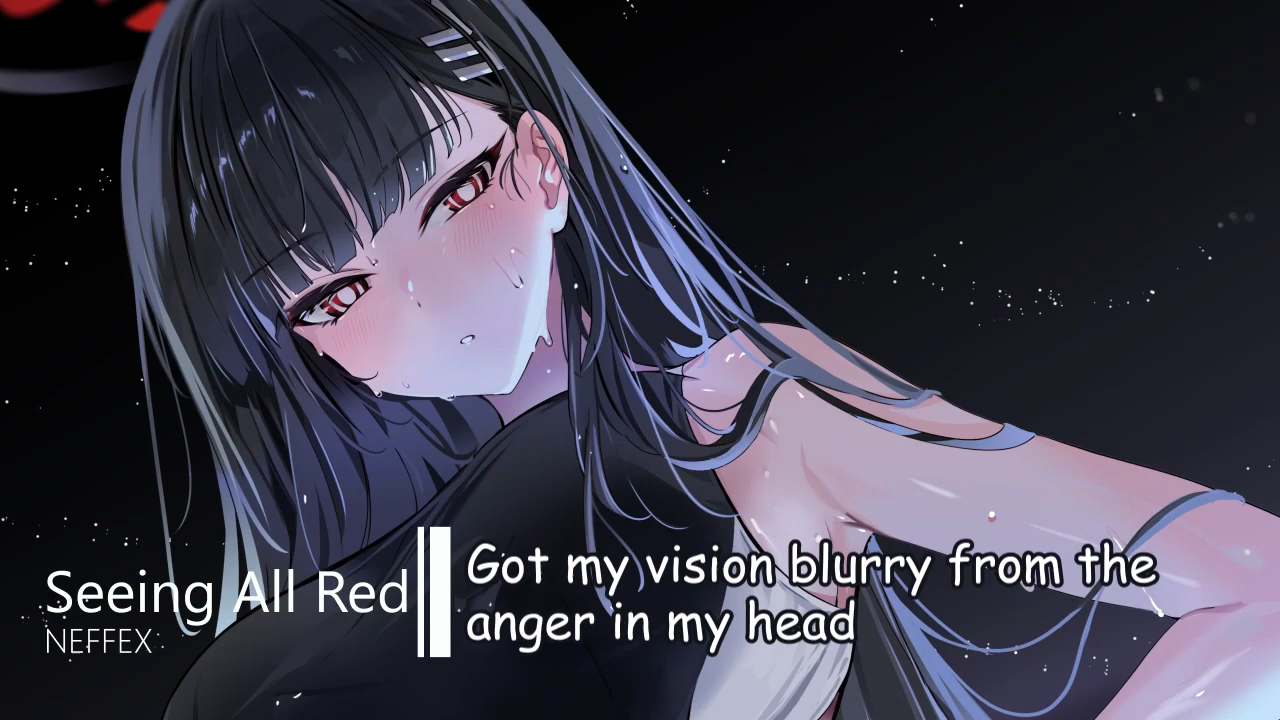 Seeing All Red
NEFFEX
Got my vision blurry from the
anger in my head